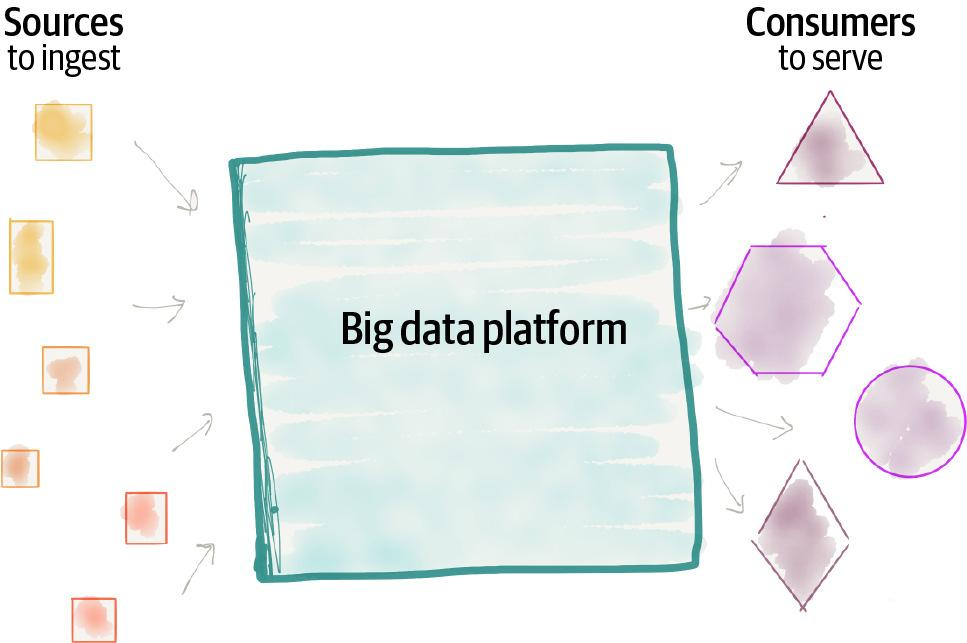 Sources
to ingest
Consumers
to serve
Big data platform